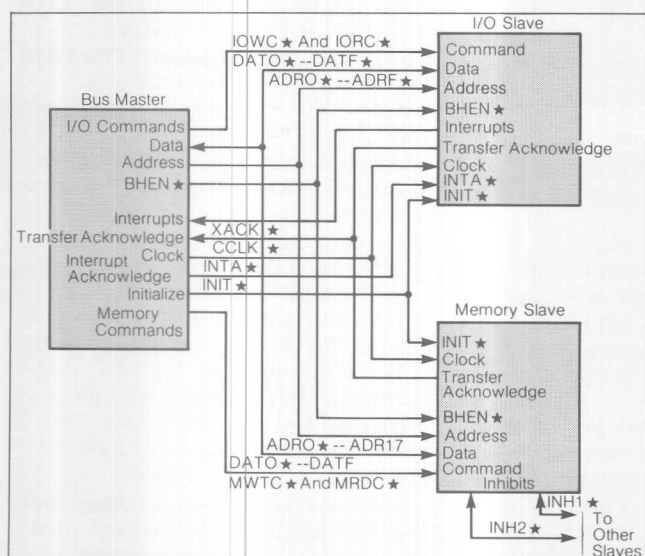 I/O Slave
IOWC★ And IORC★
DATO★--DATF★
ADRO★--ADRF★
Command
Data
Address
BHEN★
Interrupts
Transfer Acknowledge
Clock
INTA★
INIT★
Bus Master
I/O Commands
Data
Address
BHEN★
Interrupts
Transfer Acknowledge
Clock
Interrupt
Acknowledge
Initialize
Memory
Commands
XACK★
CCLK★
INTA★
INIT★
Memory Slave
INIT★
Clock
Transfer
Acknowledge
BHEN★
Address
Data
Command
Inhibits
ADRO★--ADR17
DATO★--DATF
MWTC★And MRDC★
INH1★
INH2★
To
Other
Slaves